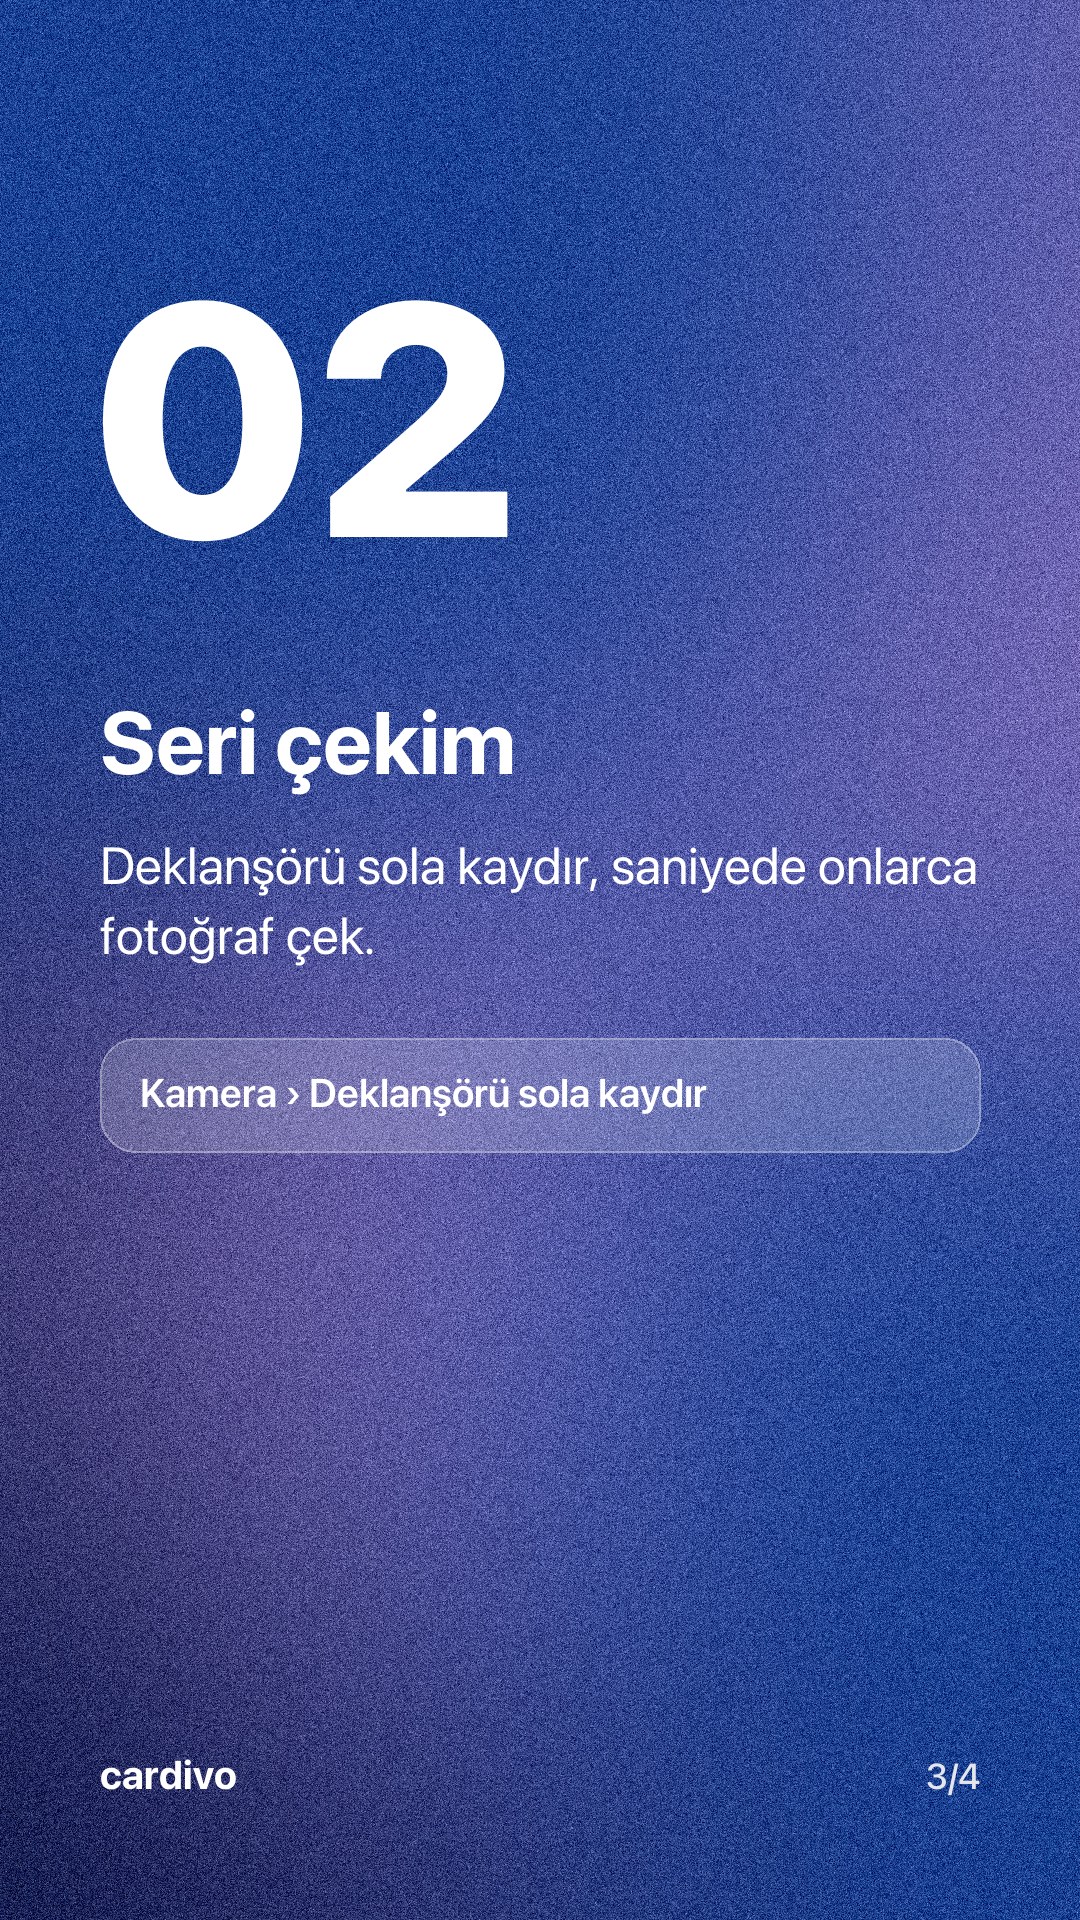 02
Seri çekim
Deklanşörü sola kaydır, saniyede onlarca
fotoğraf çek.
Kamera › Deklanşörü sola kaydır
cardivo
3/4